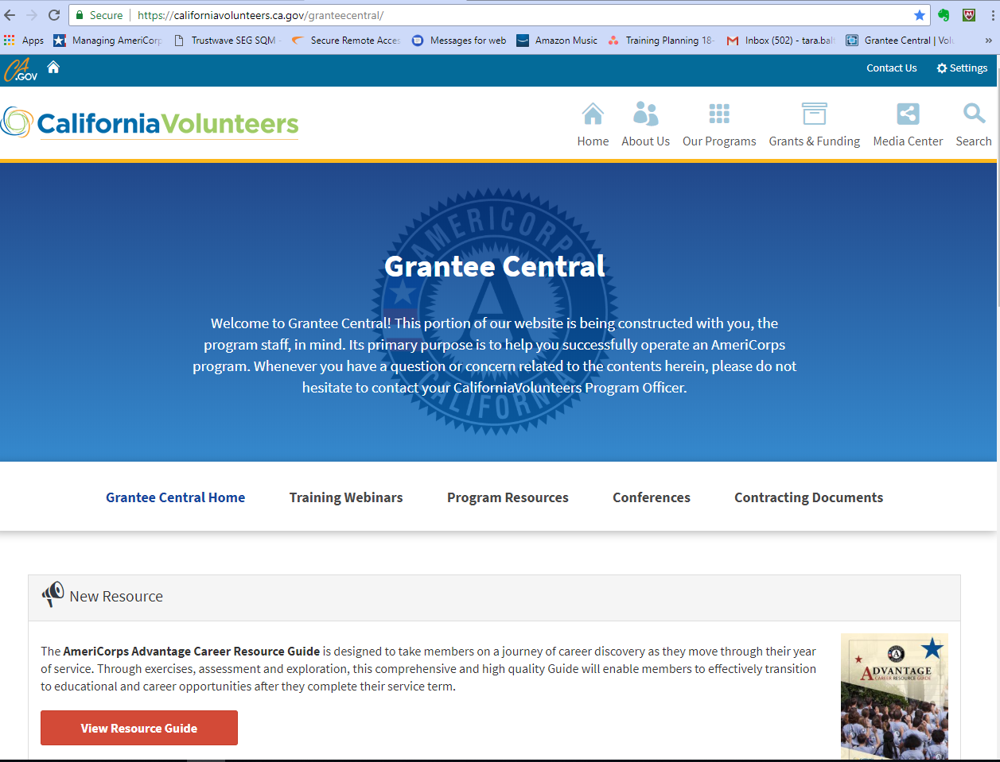 Secure https://californiavolunteers.ca.gov/granteecentral/
Apps Managing AmeriCorp Trustwave SEG SQM - Secure Remote Acces Messages for web Amazon Music Training Planning 18- Inbox (502) - tara.bal Grantee Central | Vol »
CA.GOV Contact Us Settings
CaliforniaVolunteers
Home About Us Our Programs Grants & Funding Media Center Search
AMERICORPS
A
CALIFORNIA
Grantee Central
Welcome to Grantee Central! This portion of our website is being constructed with you, the
program staff, in mind. Its primary purpose is to help you successfully operate an AmeriCorps
program. Whenever you have a question or concern related to the contents herein, please do not
hesitate to contact your CaliforniaVolunteers Program Officer.
Grantee Central Home Training Webinars Program Resources Conferences Contracting Documents
New Resource
The AmeriCorps Advantage Career Resource Guide is designed to take members on a journey of career discovery as they move through their year
of service. Through exercises, assessment and exploration, this comprehensive and high quality Guide will enable members to effectively transition
to educational and career opportunities after they complete their service term.
View Resource Guide
A
ADVANTAGE
CAREER RESOURCE GUIDE